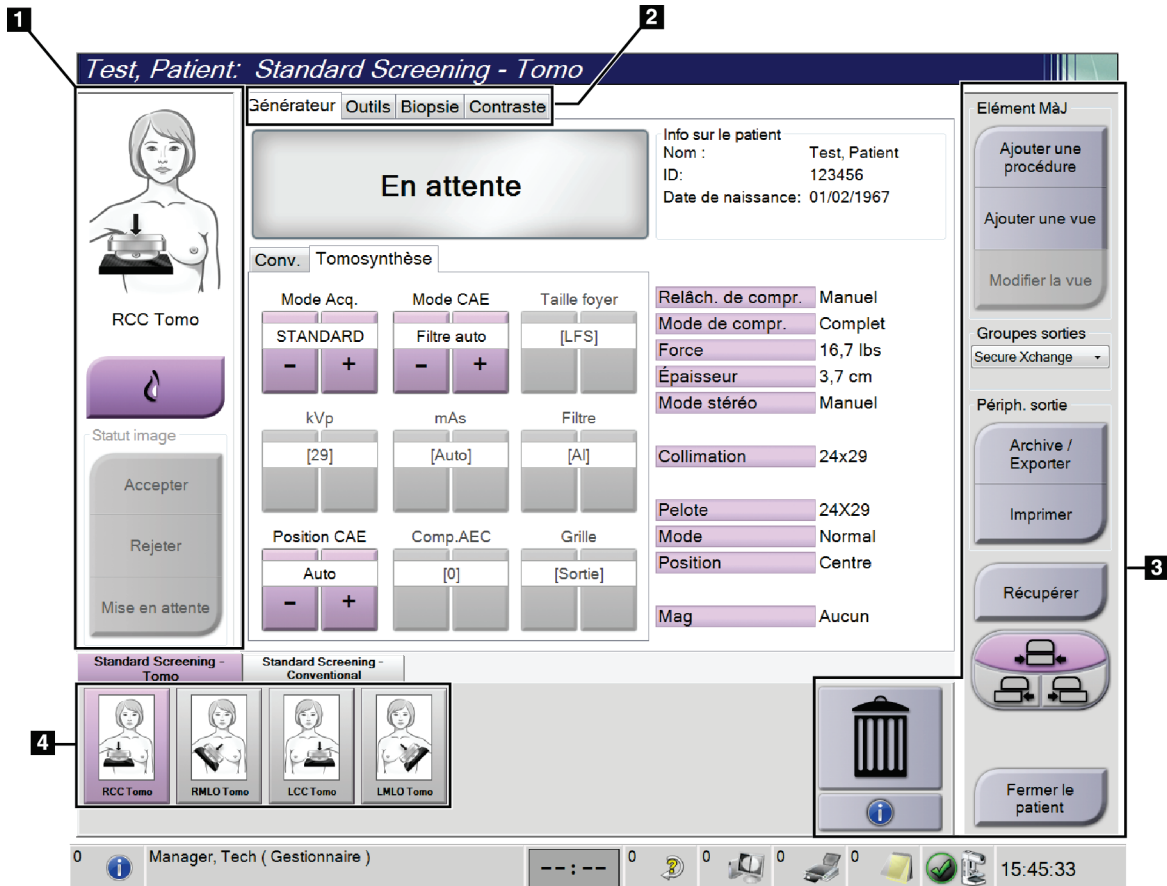 1
2
Test, Patient: Standard Screening - Tomo
Générateur Outils Biopsie Contraste
RCC Tomo
Statut image
Accepter
Rejeter
Mise en attente
En attente
Info sur le patient
Nom : Test, Patient
ID: 123456
Date de naissance: 01/02/1967
Conv. Tomosynthèse
Mode Acq. Mode CAE Taille foyer
STANDARD Filtre auto [LFS]
- + - +
kVp mAs Filtre
[29] [Auto] [Al]
Position CAE Comp.AEC Grille
Auto [0] [Sortie]
- +
Relâch. de compr. Manuel
Mode de compr. Complet
Force 16,7 lbs
Épaisseur 3,7 cm
Mode stéréo Manuel
Collimation 24x29
Pelote 24X29
Mode Normal
Position Centre
Mag Aucun
Elément MàJ
Ajouter une
procédure
Ajouter une vue
Modifier la vue
Groupes sorties
Secure Xchange
Périph. sortie
Archive /
Exporter
Imprimer
3
Récupérer
Fermer le
patient
Standard Screening -
Tomo
Standard Screening -
Conventional
4
RCC Tomo RMLO Tomo LCC Tomo LMLO Tomo
0 Manager, Tech ( Gestionnaire ) --:-- 0 0 0 0 15:45:33